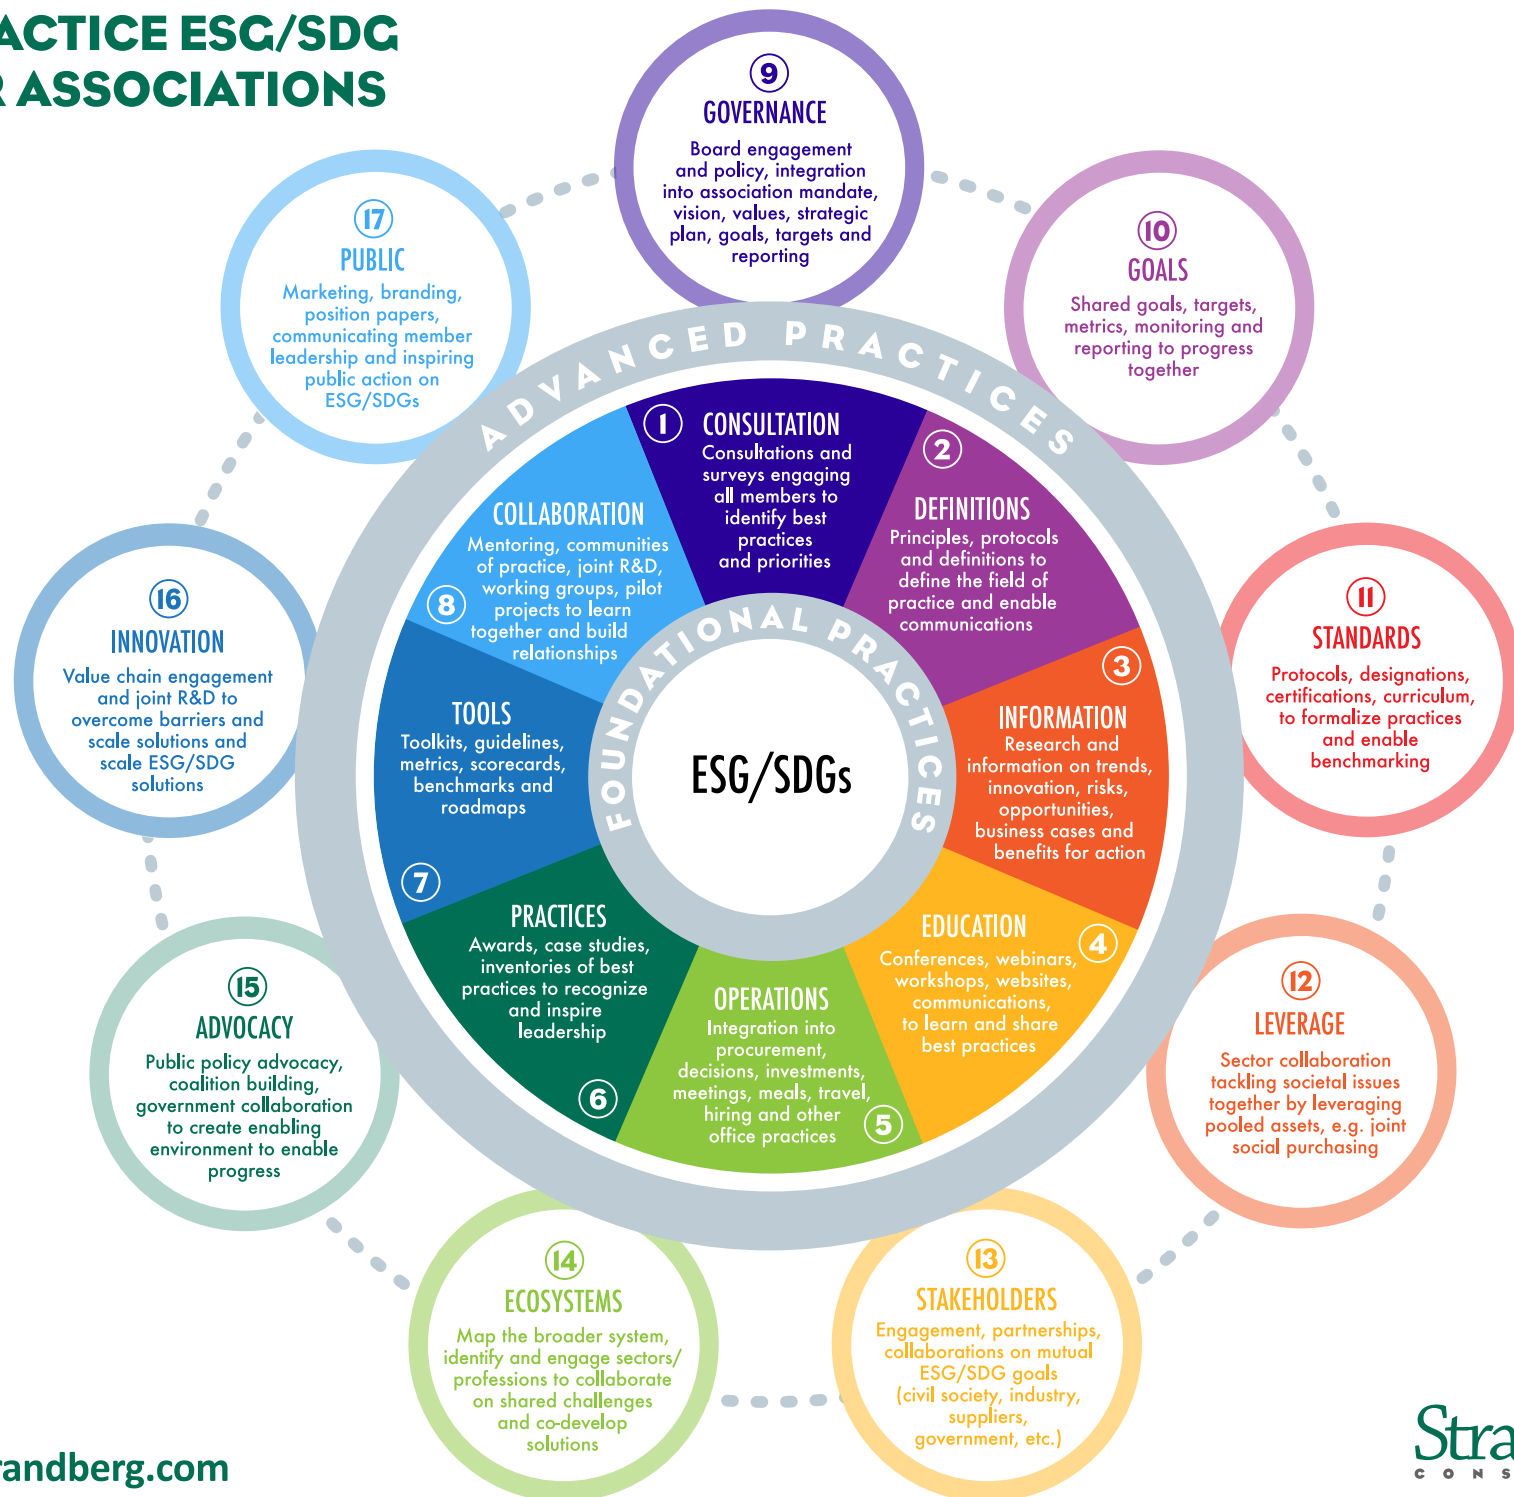 ACTICE ESG/SDG
R ASSOCIATIONS
9
GOVERNANCE
Board engagement
and policy, integration
into association mandate,
vision, values, strategic
plan, goals, targets and
reporting
10
GOALS
Shared goals, targets,
metrics, monitoring and
reporting to progress
together
11
STANDARDS
Protocols, designations,
certifications, curriculum,
to formalize practices
and enable
benchmarking
12
LEVERAGE
Sector collaboration
tackling societal issues
together by leveraging
pooled assets, e.g. joint
social purchasing
13
STAKEHOLDERS
Engagement, partnerships,
collaborations on mutual
ESG/SDG goals
(civil society, industry,
suppliers,
government, etc.)
14
ECOSYSTEMS
Map the broader system,
identify and engage sectors/
professions to collaborate
on shared challenges
and co-develop
solutions
15
ADVOCACY
Public policy advocacy,
coalition building,
government collaboration
to create enabling
environment to enable
progress
16
INNOVATION
Value chain engagement
and joint R&D to
overcome barriers and
scale solutions and
scale ESG/SDG
solutions
17
PUBLIC
Marketing, branding,
position papers,
communicating member
leadership and inspiring
public action on
ESG/SDGs
ADVANCED PRACTICES
1
CONSULTATION
Consultations and
surveys engaging
all members to
identify best
practices
and priorities
2
DEFINITIONS
Principles, protocols
and definitions to
define the field of
practice and enable
communications
3
INFORMATION
Research and
information on trends,
innovation, risks,
opportunities,
business cases and
benefits for action
4
EDUCATION
Conferences, webinars,
workshops, websites,
communications,
to learn and share
best practices
5
OPERATIONS
Integration into
procurement,
decisions, investments,
meetings, meals, travel,
hiring and other
office practices
6
PRACTICES
Awards, case studies,
inventories of best
practices to recognize
and inspire
leadership
7
TOOLS
Toolkits, guidelines,
metrics, scorecards,
benchmarks and
roadmaps
8
COLLABORATION
Mentoring, communities
of practice, joint R&D,
working groups, pilot
projects to learn
together and build
relationships
FOUNDATIONAL PRACTICES
ESG/SDGs
randberg.com
Stra
CONS